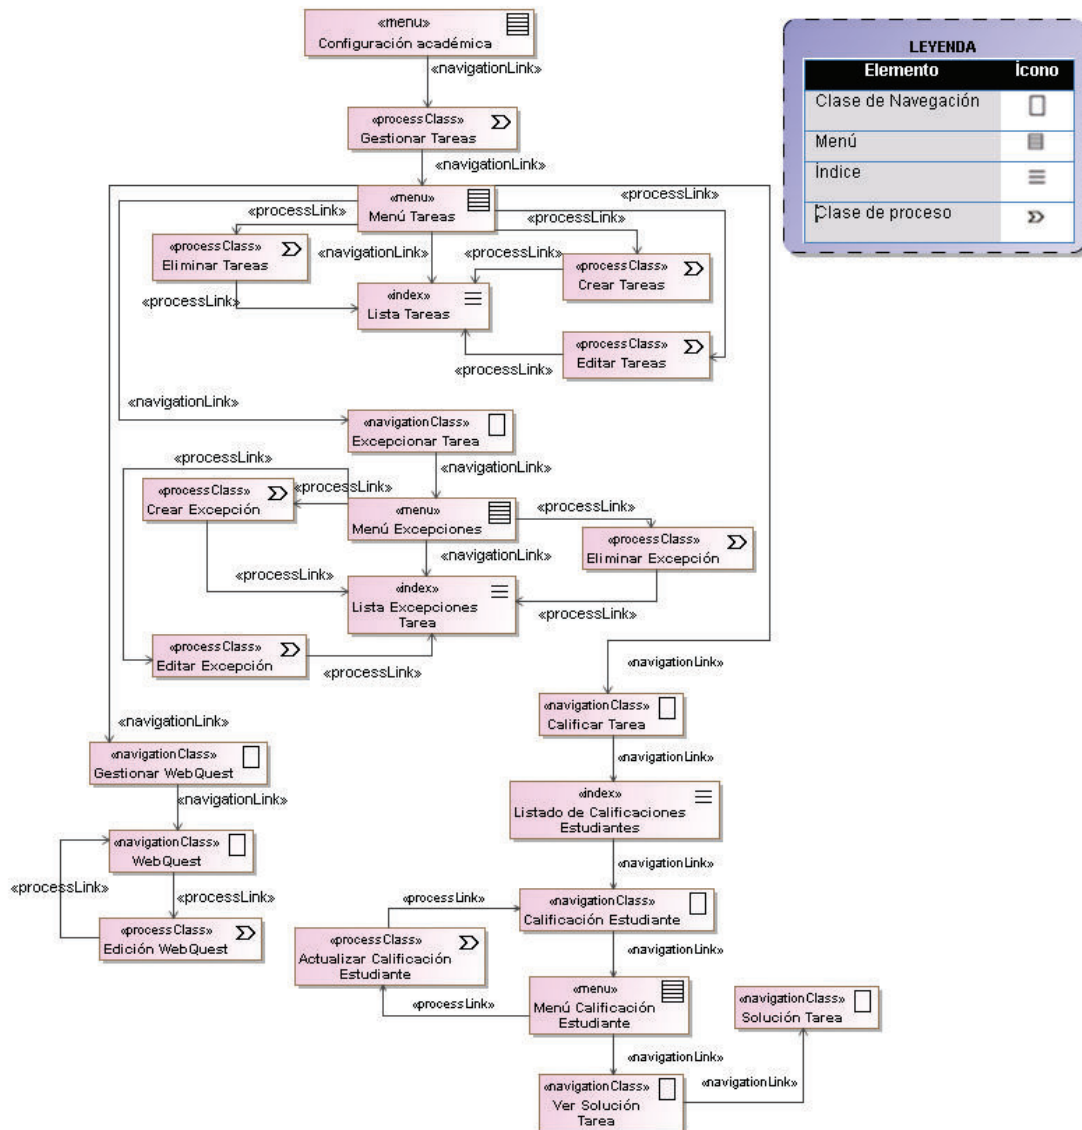 «menu»
Configuración académica
«navigationLink»
«processClass»
Gestionar Tareas
«navigationLink»
«menu»
Menú Tareas
«processLink»
«processLink»
«processLink»
«processClass»
Eliminar Tareas
«navigationLink»
«processLink»
«processClass»
Crear Tareas
«processLink»
«index»
Lista Tareas
«processClass»
Editar Tareas
«processLink»
«navigationLink»
«navigationClass»
Excepcionar Tarea
«processLink»
«navigationLink»
«processClass»
Crear Excepción
«processLink»
«menu»
Menú Excepciones
«processLink»
«processClass»
Eliminar Excepción
«navigationLink»
«processLink»
«index»
Lista Excepciones
Tarea
«processLink»
«processClass»
Editar Excepción
«processLink»
«navigationLink»
«navigationClass»
Calificar Tarea
«navigationLink»
«navigationClass»
Gestionar WebQuest
«navigationLink»
«navigationLink»
«index»
Listado de Calificaciones
Estudiantes
«navigationClass»
WebQuest
«navigationLink»
«processLink»
«processLink»
«processClass»
Edición WebQuest
«processLink»
«navigationClass»
Calificación Estudiante
«processClass»
Actualizar Calificación
Estudiante
«navigationLink»
«processLink»
«menu»
Menú Calificación
Estudiante
«navigationClass»
Solución Tarea
«navigationLink»
«navigationLink»
«navigationClass»
Ver Solución
Tarea
LEYENDA
Elemento Ícono
Clase de Navegación
Menú
Índice
Clase de proceso